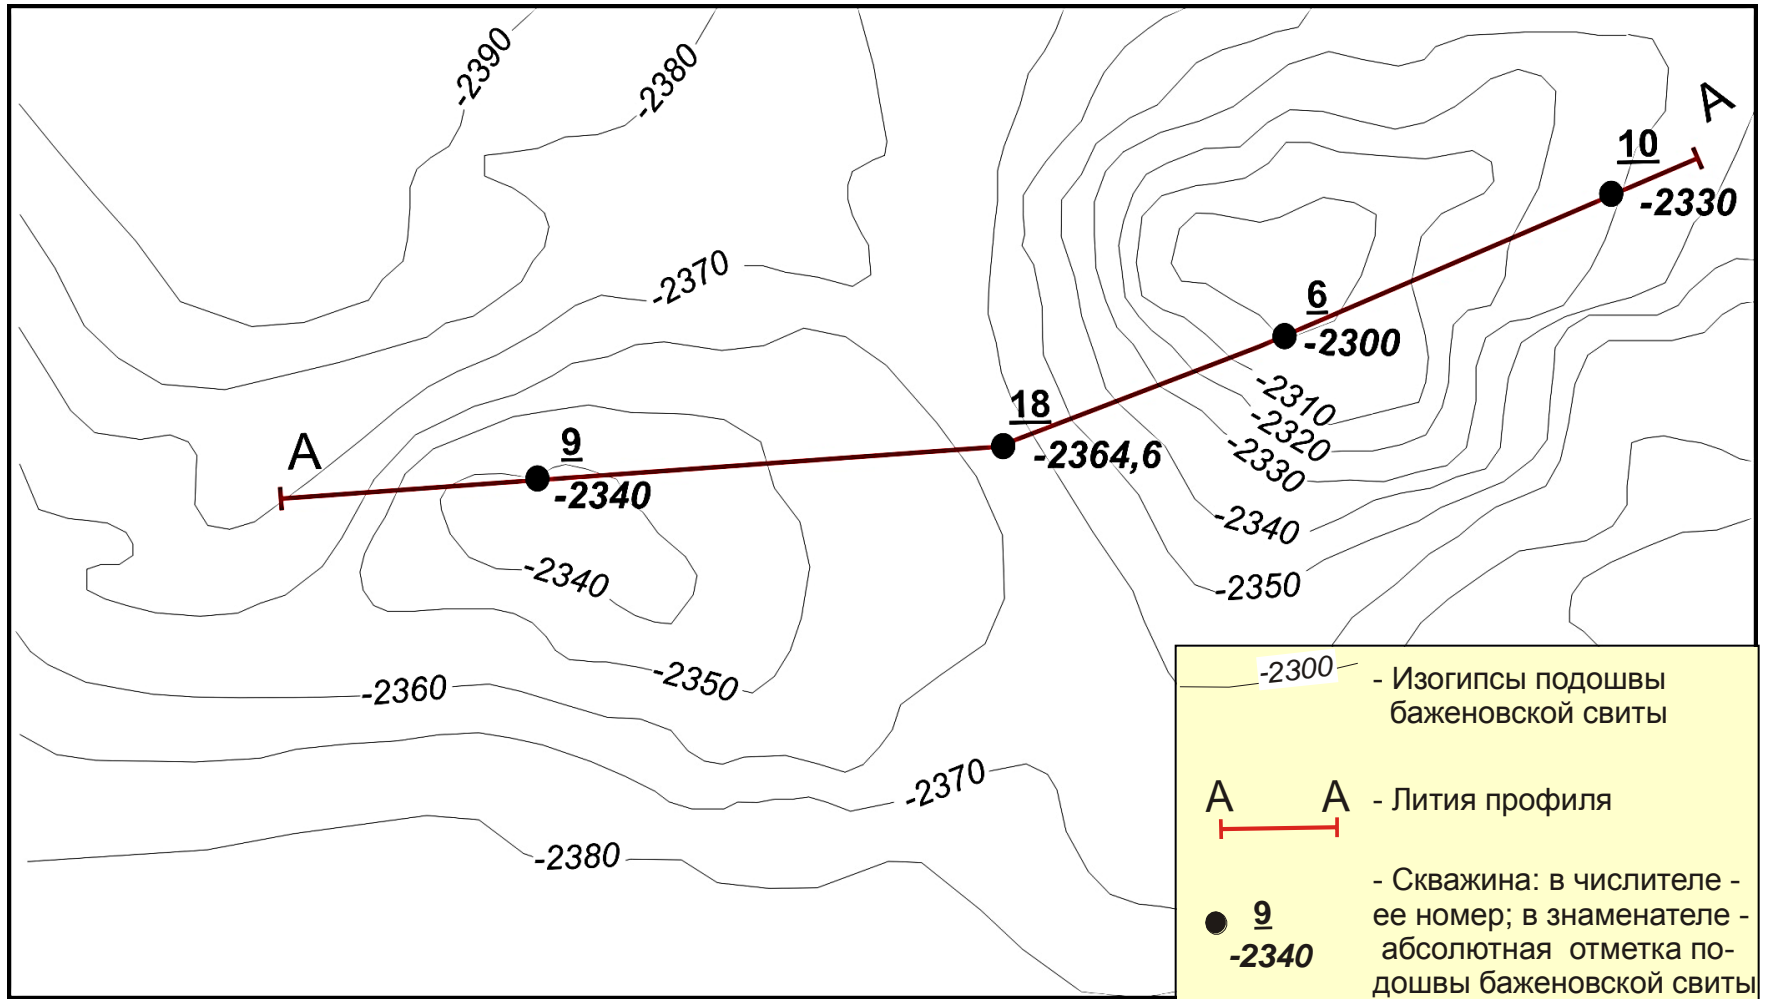 -2390
-2380
A
10
-2330
-2370
6
-2300
-2310
-2320
-2330
18
-2364,6
A
9
-2340
-2340
-2340
-2350
-2350
-2360
-2370
-2380
-2300
- Изогипсы подошвы
баженовской свиты
A A - Лития профиля
- Скважина: в числителе -
ее номер; в знаменателе -
абсолютная отметка по-
дошвы баженовской свиты
9
-2340